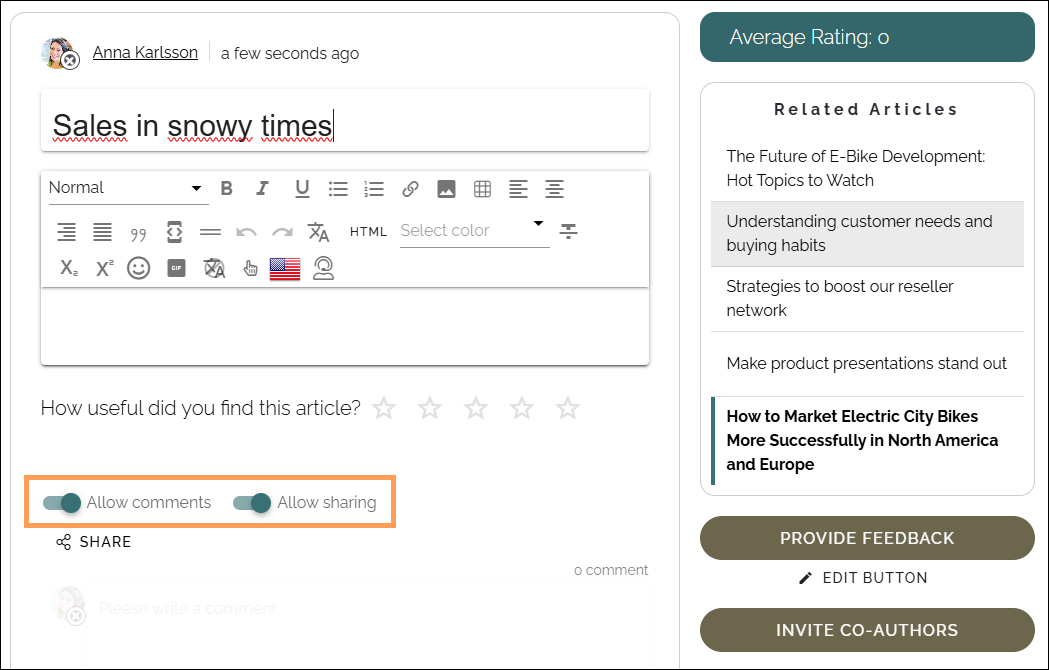 Anna Karlsson a few seconds ago
Sales in snowy times
Normal
HTML Select color
X₂ X² GIF
How useful did you find this article?
Allow comments Allow sharing
SHARE
0 comment
Please write a comment
Average Rating: 0
Related Articles
The Future of E-Bike Development:
Hot Topics to Watch
Understanding customer needs and
buying habits
Strategies to boost our reseller
network
Make product presentations stand out
How to Market Electric City Bikes
More Successfully in North America
and Europe
PROVIDE FEEDBACK
EDIT BUTTON
INVITE CO-AUTHORS